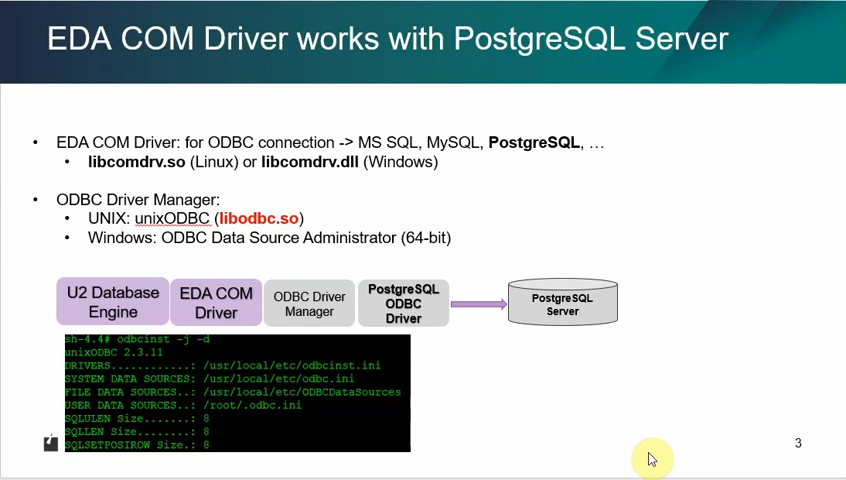 EDA COM Driver works with PostgreSQL Server
• EDA COM Driver: for ODBC connection -> MS SQL, MySQL, PostgreSQL, …
• libcomdrv.so (Linux) or libcomdrv.dll (Windows)
• ODBC Driver Manager:
• UNIX: unixODBC (libodbc.so)
• Windows: ODBC Data Source Administrator (64-bit)
U2 Database
Engine
EDA COM
Driver
ODBC Driver
Manager
PostgreSQL
ODBC
Driver
PostgreSQL
Server
sh-4.4# odbcinst -j -d
unixODBC 2.3.11
DRIVERS............: /usr/local/etc/odbcinst.ini
SYSTEM DATA SOURCES: /usr/local/etc/odbc.ini
FILE DATA SOURCES..: /usr/local/etc/ODBCDataSources
USER DATA SOURCES..: /root/.odbc.ini
SQLULEN Size.......: 8
SQLLEN Size........: 8
SQLSETPOSIROW Size.: 8
3